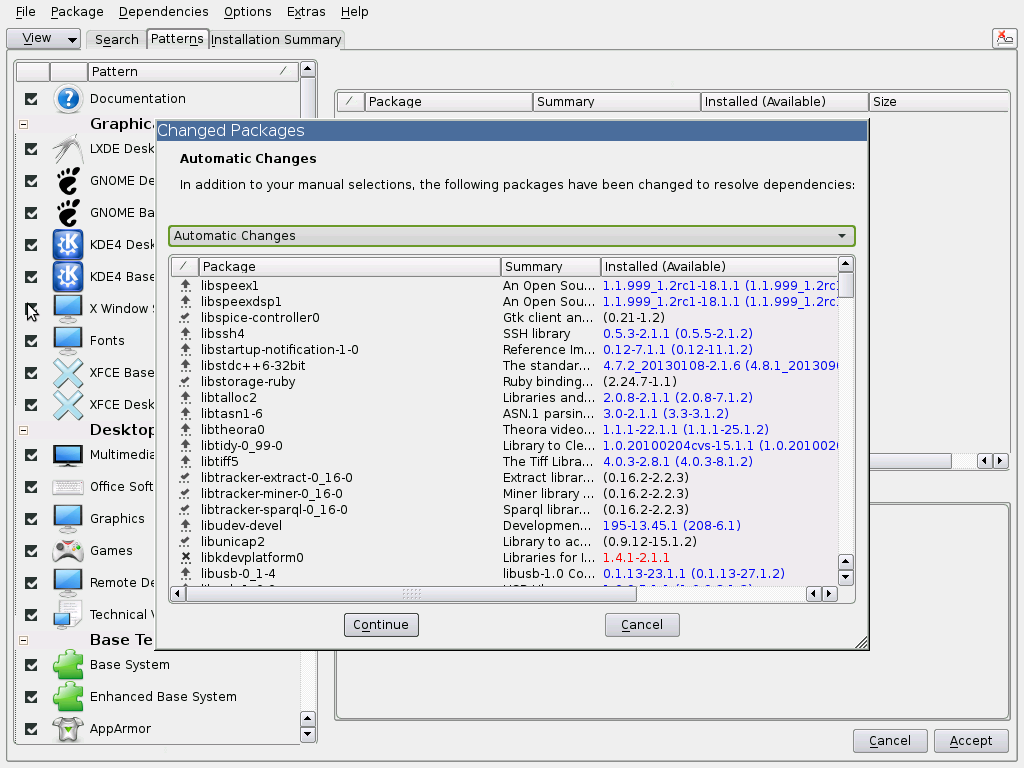 File Package Dependencies Options Extras Help
View Search Patterns Installation Summary
Pattern
Documentation
Graphic
LXDE Desk
GNOME De
GNOME Ba
KDE4 Desk
KDE4 Base
X Window
Fonts
XFCE Base
XFCE Desk
Desktop
Multimedia
Office Soft
Graphics
Games
Remote De
Technical
Base Te
Base System
Enhanced Base System
AppArmor
Package Summary Installed (Available) Size
Changed Packages
Automatic Changes
In addition to your manual selections, the following packages have been changed to resolve dependencies:
Automatic Changes
Package Summary Installed (Available)
libspeex1 An Open Sou... 1.1.999_1.2rc1-18.1.1 (1.1.999_1.2rc
libspeexdsp1 An Open Sou... 1.1.999_1.2rc1-18.1.1 (1.1.999_1.2rc
libspice-controller0 Gtk client an... (0.21-1.2)
libssh4 SSH library 0.5.3-2.1.1 (0.5.5-2.1.2)
libstartup-notification-1-0 Reference Im... 0.12-7.1.1 (0.12-11.1.2)
libstdc++6-32bit The standar... 4.7.2_20130108-2.1.6 (4.8.1_201309
libstorage-ruby Ruby binding... (2.24.7-1.1)
libtalloc2 Libraries and... 2.0.8-2.1.1 (2.0.8-7.1.2)
libtasn1-6 ASN.1 parsin... 3.0-2.1.1 (3.3-3.1.2)
libtheora0 Theora video... 1.1.1-22.1.1 (1.1.1-25.1.2)
libtidy-0_99-0 Library to Cle... 1.0.20100204cvs-15.1.1 (1.0.201002
libtiff5 The Tiff Libra... 4.0.3-2.8.1 (4.0.3-8.1.2)
libtracker-extract-0_16-0 Extract librar... (0.16.2-2.2.3)
libtracker-miner-0_16-0 Miner library ... (0.16.2-2.2.3)
libtracker-sparql-0_16-0 Sparql librar... (0.16.2-2.2.3)
libudev-devel Developmen... 195-13.45.1 (208-6.1)
libunicap2 Library to ac... (0.9.12-15.1.2)
libkdevplatform0 Libraries for I... 1.4.1-2.1.1
libusb-0_1-4 libusb-1.0 Co... 0.1.13-23.1.1 (0.1.13-27.1.2)
Continue Cancel
Cancel Accept